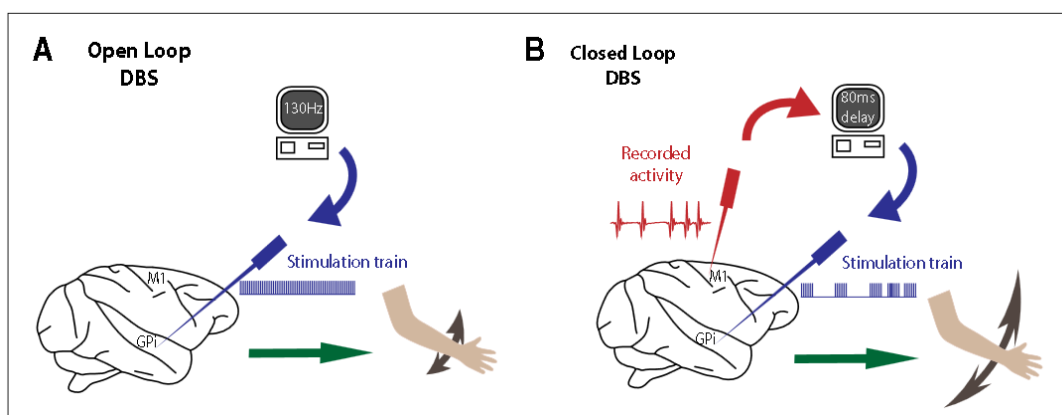 A
Open Loop
DBS
130Hz
Stimulation train
M1
GPi
B
Closed Loop
DBS
80ms
delay
Recorded
activity
M1
Stimulation train
GPi